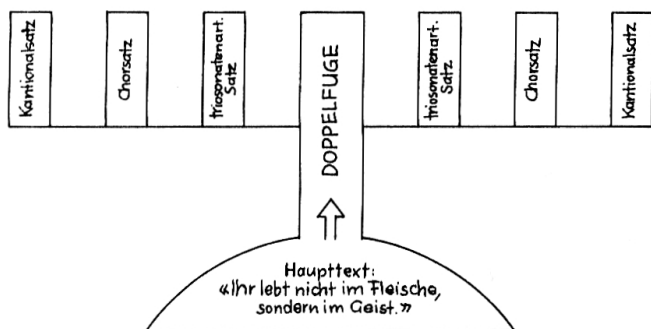 Kantionalsatz
Chorsatz
triosonatenart.
Satz
DOPPELFUGE
triosonatenart.
Satz
Chorsatz
Kantionalsatz
Haupttext:
«Ihr lebt nicht im Fleische,
sondern im Geist.»